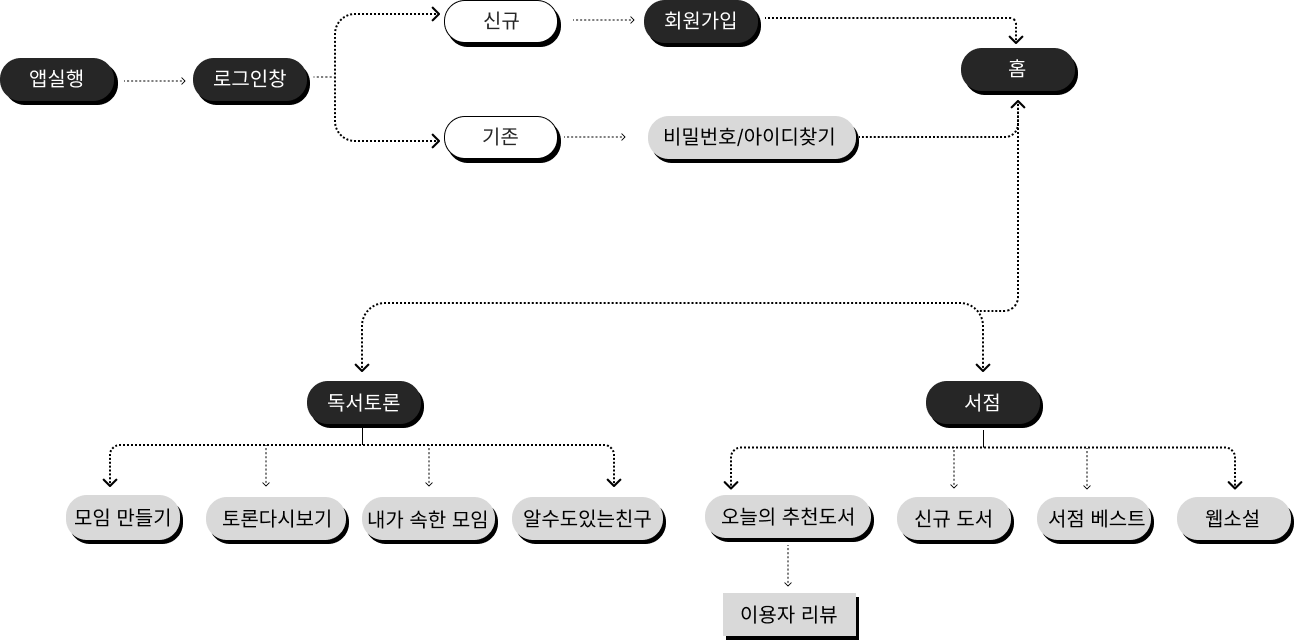 신규
회원가입
앱실행
로그인창
홈
기존
비밀번호/아이디찾기
독서토론
서점
모임 만들기
토론다시보기
내가 속한 모임
알수도있는친구
오늘의 추천도서
신규 도서
서점 베스트
웹소설
이용자 리뷰